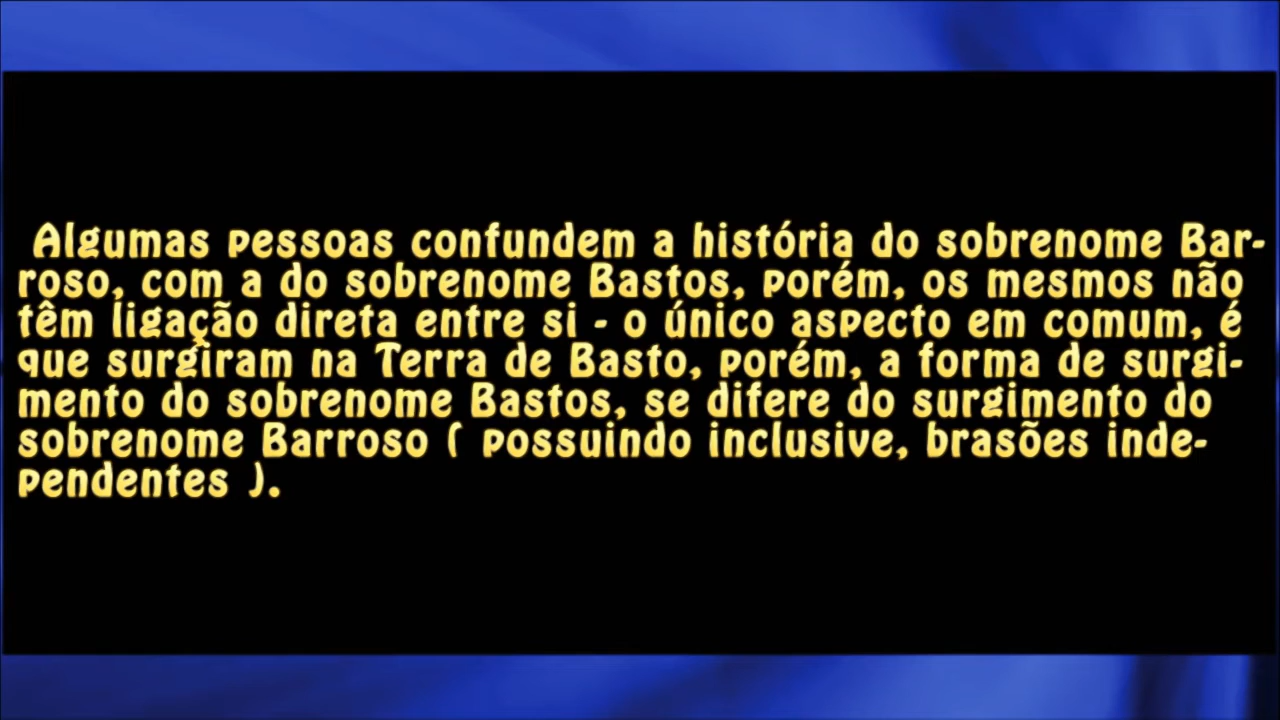 Algumas pessoas confundem a história do sobrenome Bar-
roso, com a do sobrenome Bastos, porém, os mesmos não
têm ligação direta entre si - o único aspecto em comum, é
que surgiram na Terra de Basto, porém, a forma de surgi-
mento do sobrenome Bastos, se difere do surgimento do
sobrenome Barroso ( possuindo inclusive, brasões inde-
pendentes ).